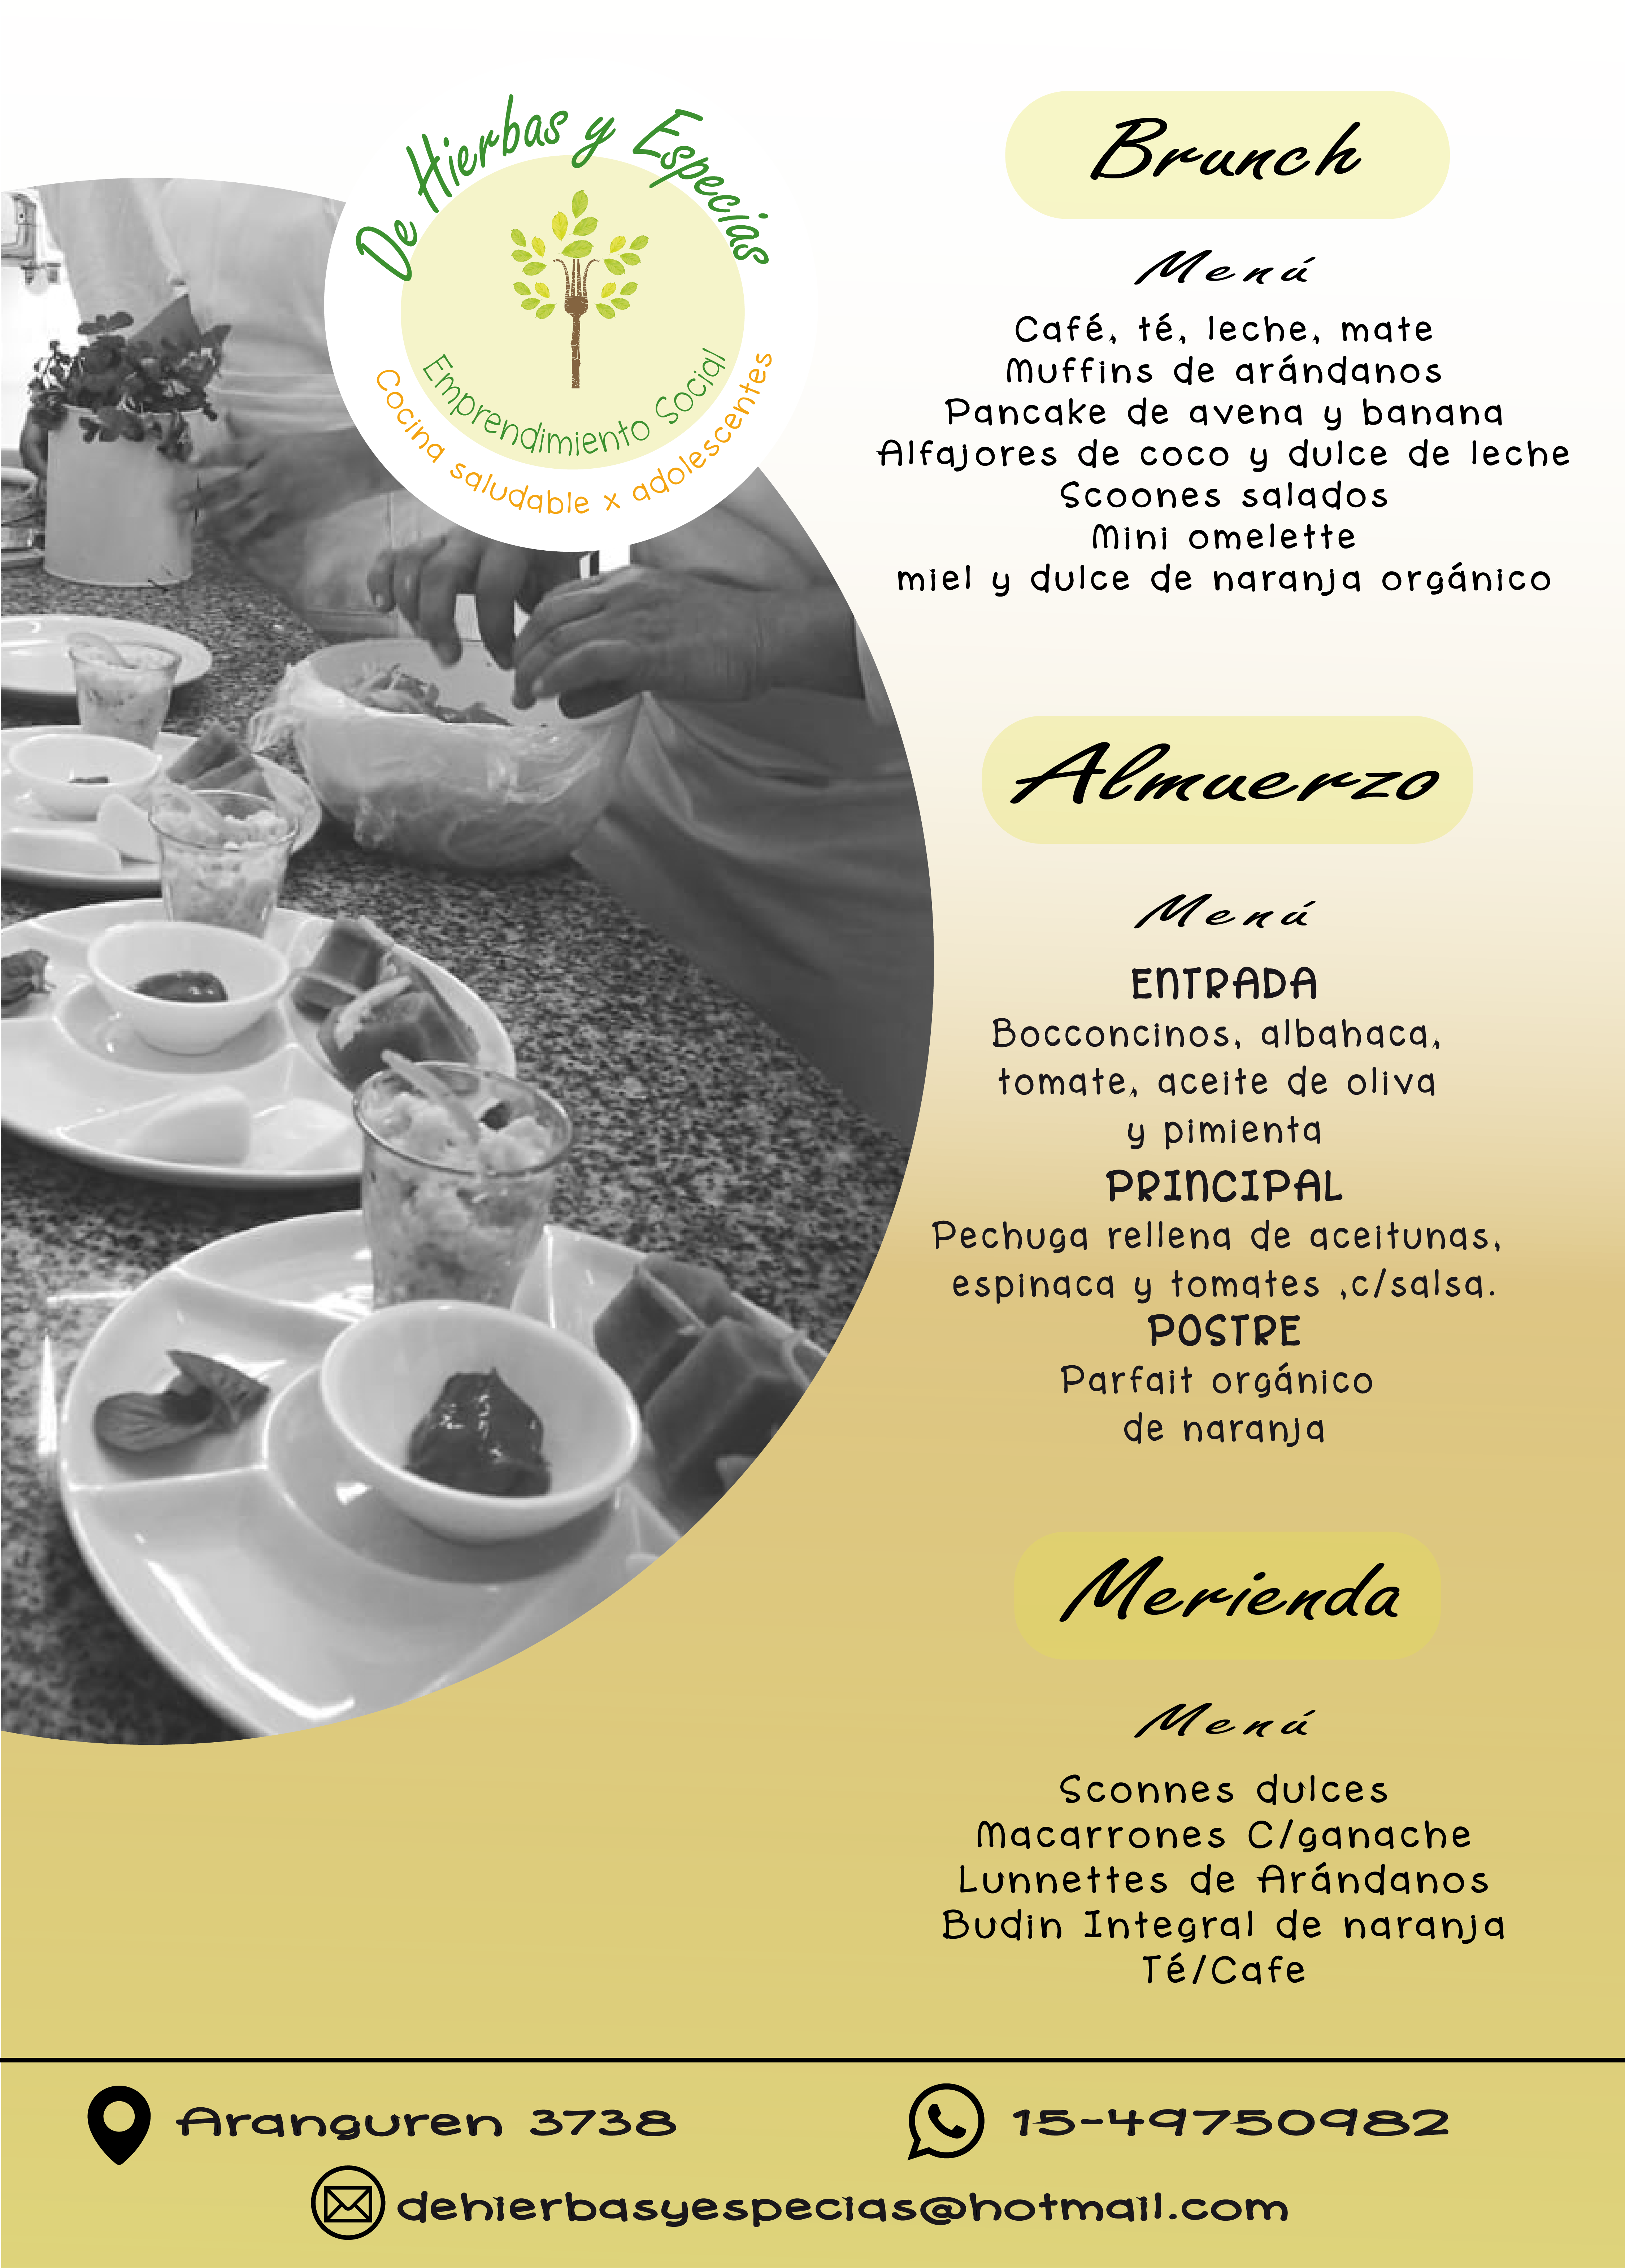 De Hierbas y Especias
Emprendimiento Social
Cocina saludable x adolescentes
Brunch
Menú
Café, té, leche, mate
Muffins de arándanos
Pancake de avena y banana
Alfajores de coco y dulce de leche
Scoones salados
Mini omelette
miel y dulce de naranja orgánico
Almuerzo
Menú
ENTRADA
Bocconcinos, albahaca,
tomate, aceite de oliva
y pimienta
PRINCIPAL
Pechuga rellena de aceitunas,
espinaca y tomates ,c/salsa.
POSTRE
Parfait orgánico
de naranja
Merienda
Menú
Sconnes dulces
Macarrones C/ganache
Lunnettes de Arándanos
Budin Integral de naranja
Té/Cafe
Aranguren 3738
15-49750982
dehierbasyespecias@hotmail.com